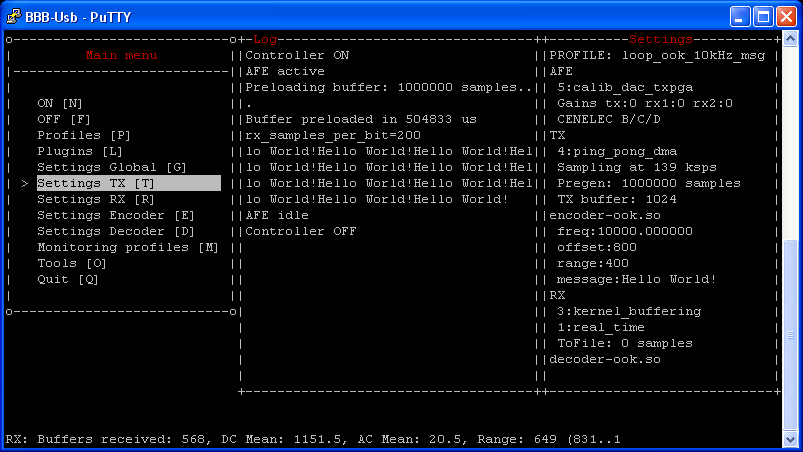 BBB-Usb - PuTTY
Main menu
ON [N]
OFF [F]
Profiles [P]
Plugins [L]
Settings Global [G]
> Settings TX [T]
Settings RX [R]
Settings Encoder [E]
Settings Decoder [D]
Monitoring profiles [M]
Tools [O]
Quit [Q]
Log
Controller ON
AFE active
Preloading buffer: 1000000 samples..
.
Buffer preloaded in 504833 us
rx_samples_per_bit=200
lo World!Hello World!Hello World!Hel
lo World!Hello World!Hello World!Hel
lo World!Hello World!Hello World!Hel
lo World!Hello World!Hello World!
AFE idle
Controller OFF
Settings
PROFILE: loop_ook_10kHz_msg
AFE
5:calib_dac_txpga
Gains tx:0 rx1:0 rx2:0
CENELEC B/C/D
TX
4:ping_pong_dma
Sampling at 139 ksps
Pregen: 1000000 samples
TX buffer: 1024
encoder-ook.so
freq:10000.000000
offset:800
range:400
message:Hello World!
RX
3:kernel_buffering
1:real_time
ToFile: 0 samples
decoder-ook.so
RX: Buffers received: 568, DC Mean: 1151.5, AC Mean: 20.5, Range: 649 (831..1